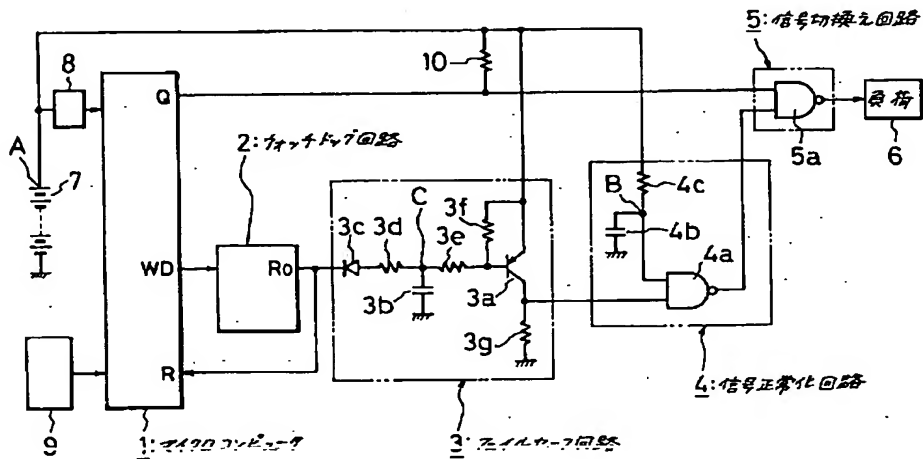 5:信号切換え回路
8
10
Q
負荷
5a
6
A
7
2:ウォッチドッグ回路
4c
B
4b
C
3f
3c
3d
3e
4a
WD
Ro
3b
3a
3g
R
9
1:マイクロコンピュータ
3:フェイルセーフ回路
4:信号正常化回路